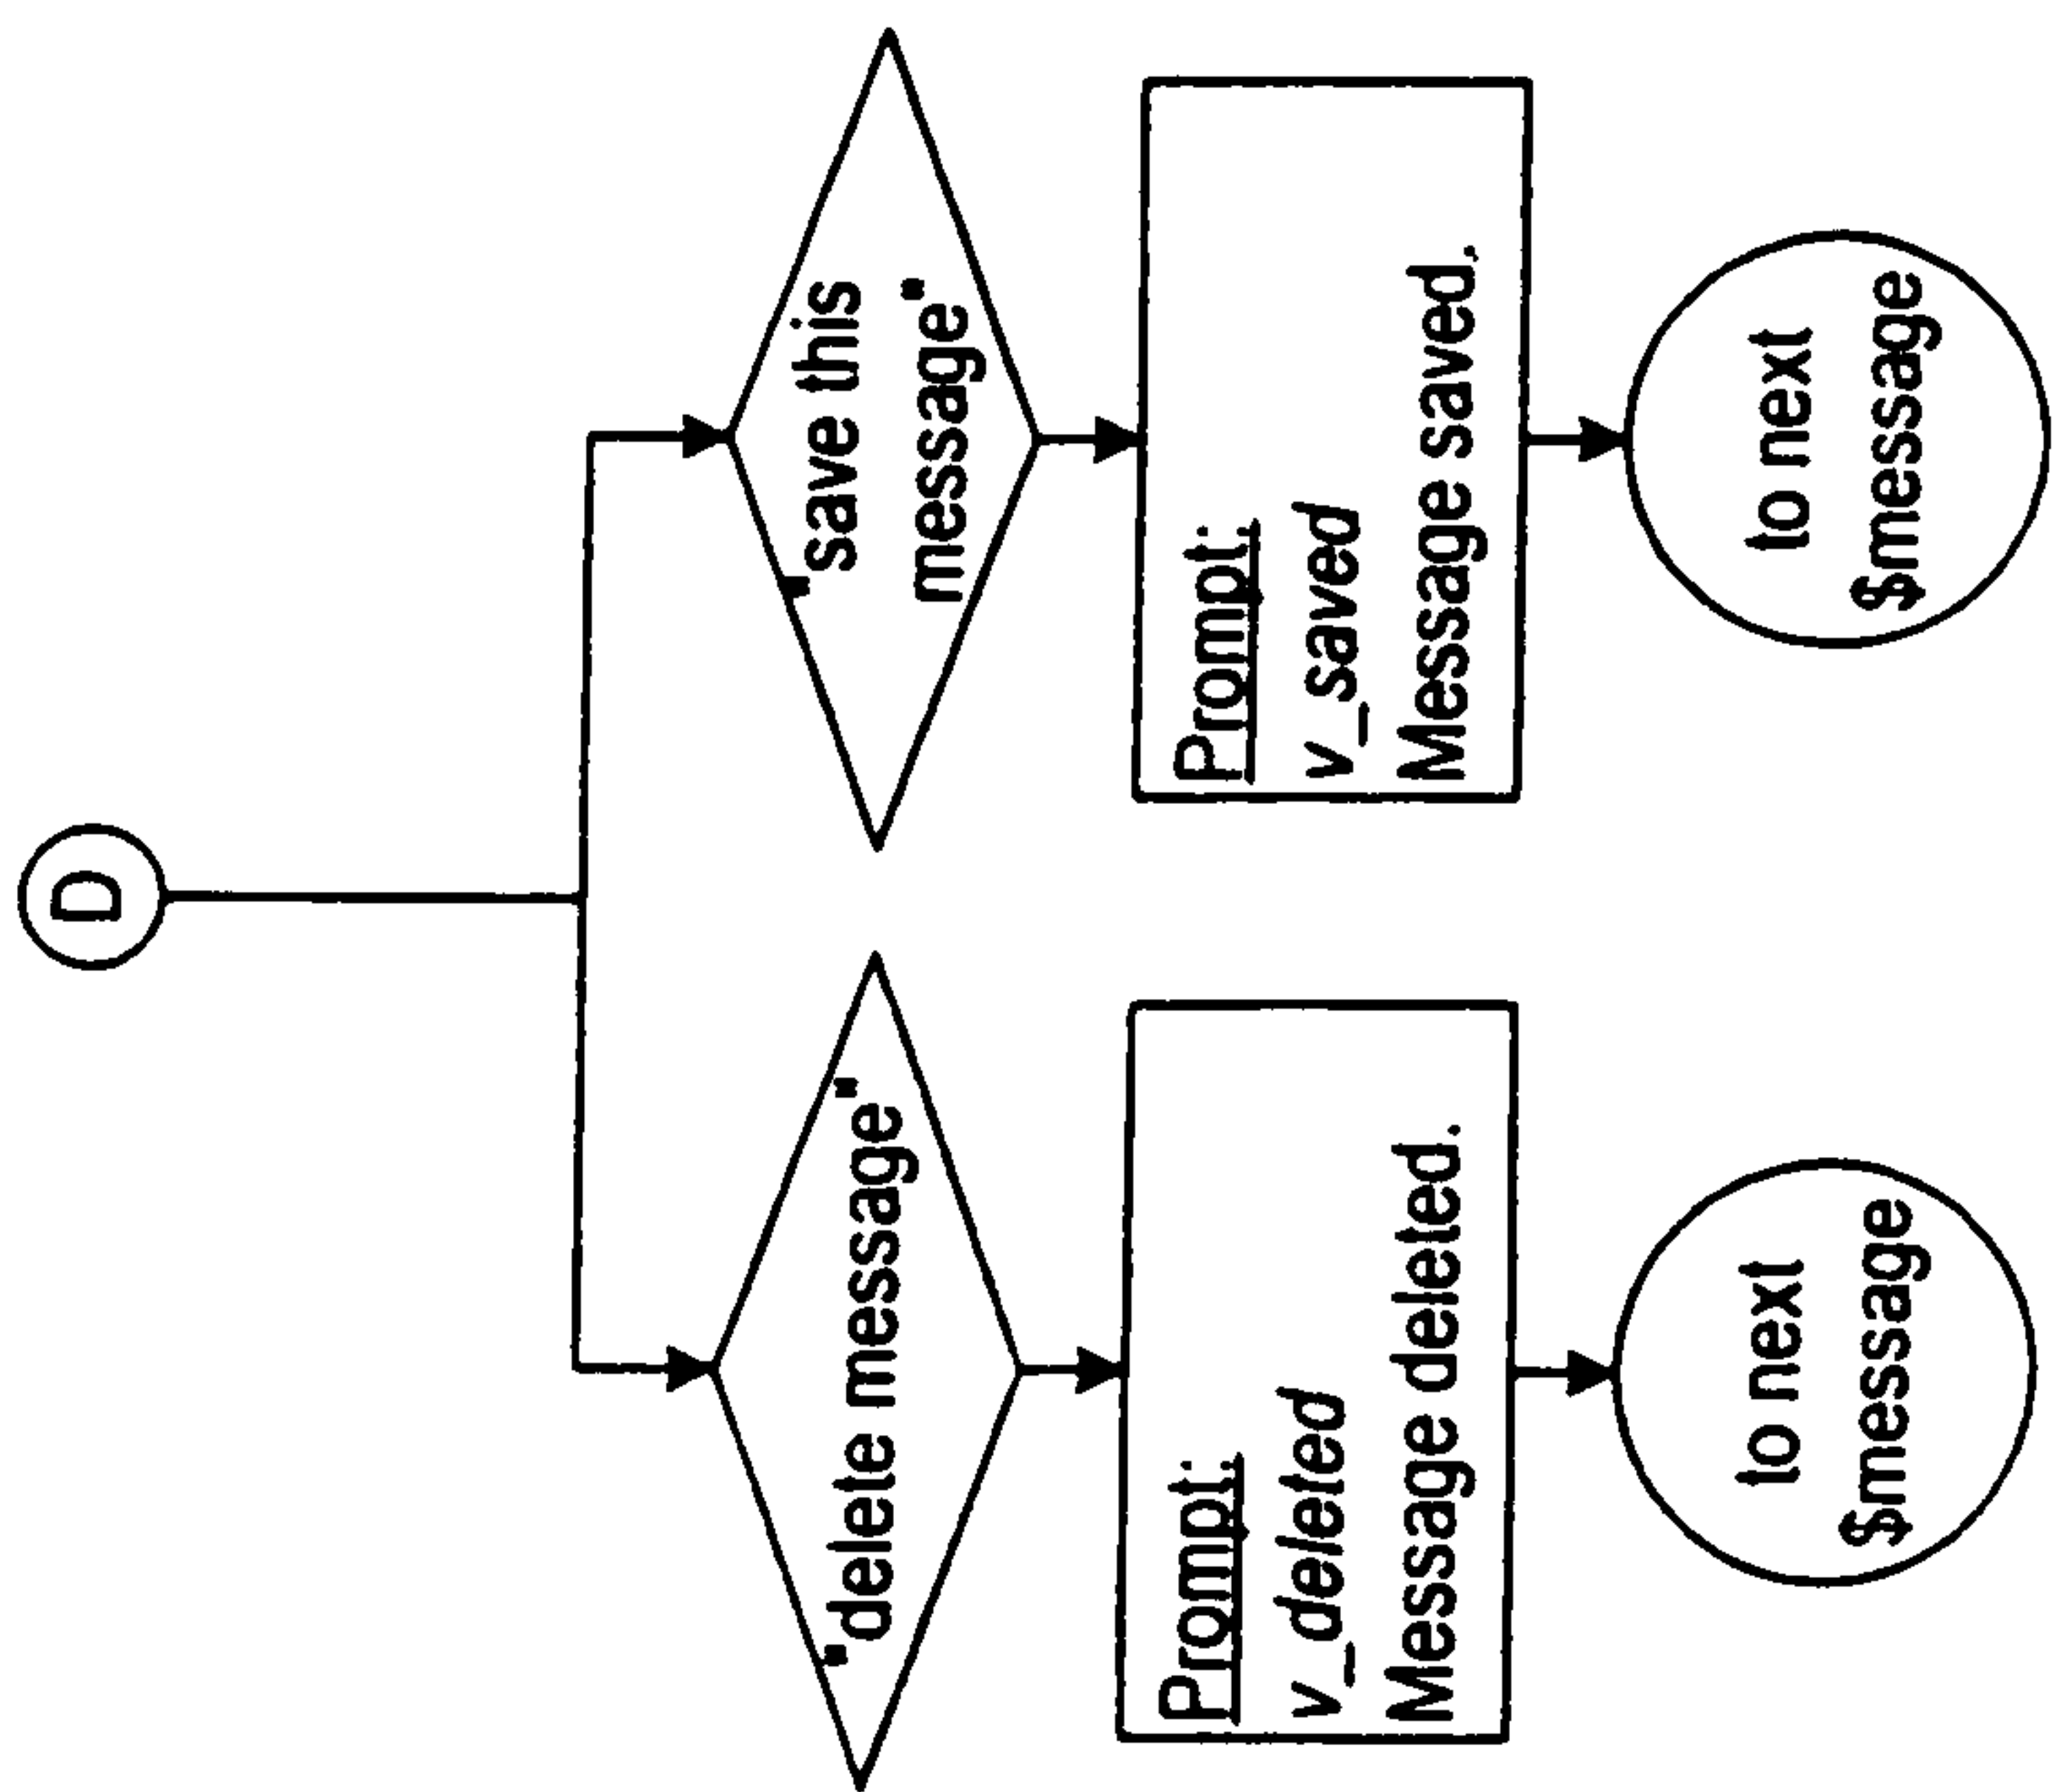 D
"delete message"
Prompt:
v_deleted
Message deleted.
to next
$message
"save this
message"
Prompt:
v_saved
Message saved.
to next
$message